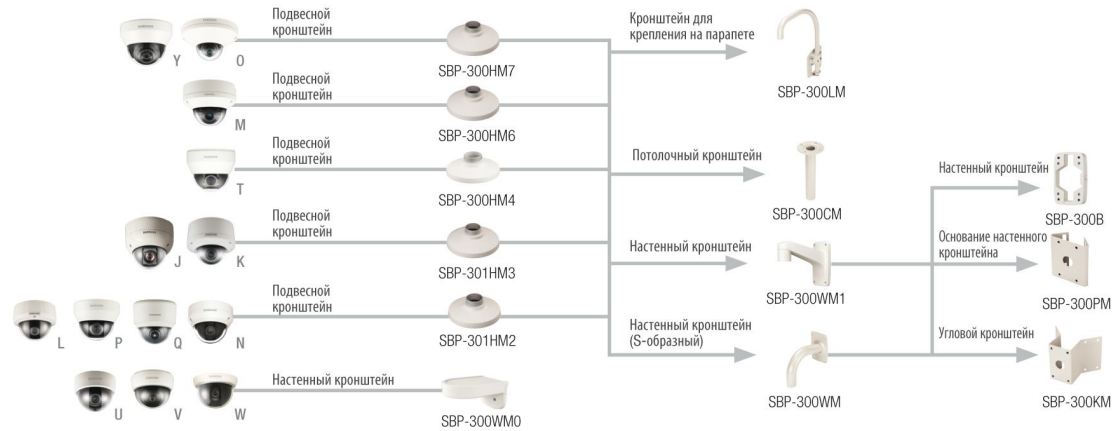 Подвесной
кронштейн
Y
O
SBP-300HM7
Кронштейн для
крепления на парапете
SBP-300LM
Подвесной
кронштейн
M
SBP-300HM6
Подвесной
кронштейн
T
SBP-300HM4
Потолочный кронштейн
SBP-300CM
Настенный кронштейн
SBP-300B
Подвесной
кронштейн
J
K
SBP-301HM3
Настенный кронштейн
SBP-300WM1
Основание настенного
кронштейна
SBP-300PM
Подвесной
кронштейн
L
P
Q
N
SBP-301HM2
Настенный кронштейн
(S-образный)
SBP-300WM
Угловой кронштейн
SBP-300KM
Настенный кронштейн
U
V
W
SBP-300WM0